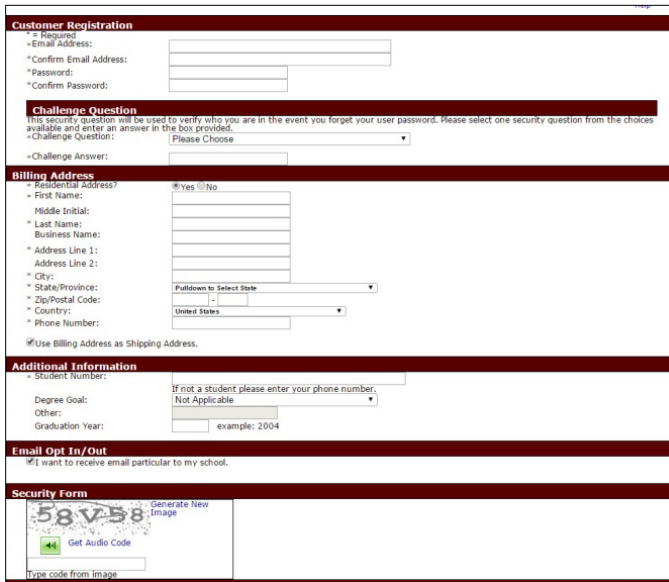 Help
Customer Registration
* = Required
*Email Address:
*Confirm Email Address:
*Password:
*Confirm Password:
Challenge Question
This security question will be used to verify who you are in the event you forget your user password. Please select one security question from the choices
available and enter an answer in the box provided.
*Challenge Question: Please Choose
*Challenge Answer:
Billing Address
* Residential Address? Yes No
* First Name:
Middle Initial:
* Last Name:
Business Name:
* Address Line 1:
Address Line 2:
* City:
* State/Province: Pulldown to Select State
* Zip/Postal Code: -
* Country: United States
* Phone Number:
Use Billing Address as Shipping Address.
Additional Information
* Student Number:
If not a student please enter your phone number.
Degree Goal: Not Applicable
Other:
Graduation Year: example: 2004
Email Opt In/Out
I want to receive email particular to my school.
Security Form
58V58 Generate New
Image
Get Audio Code
Type code from image